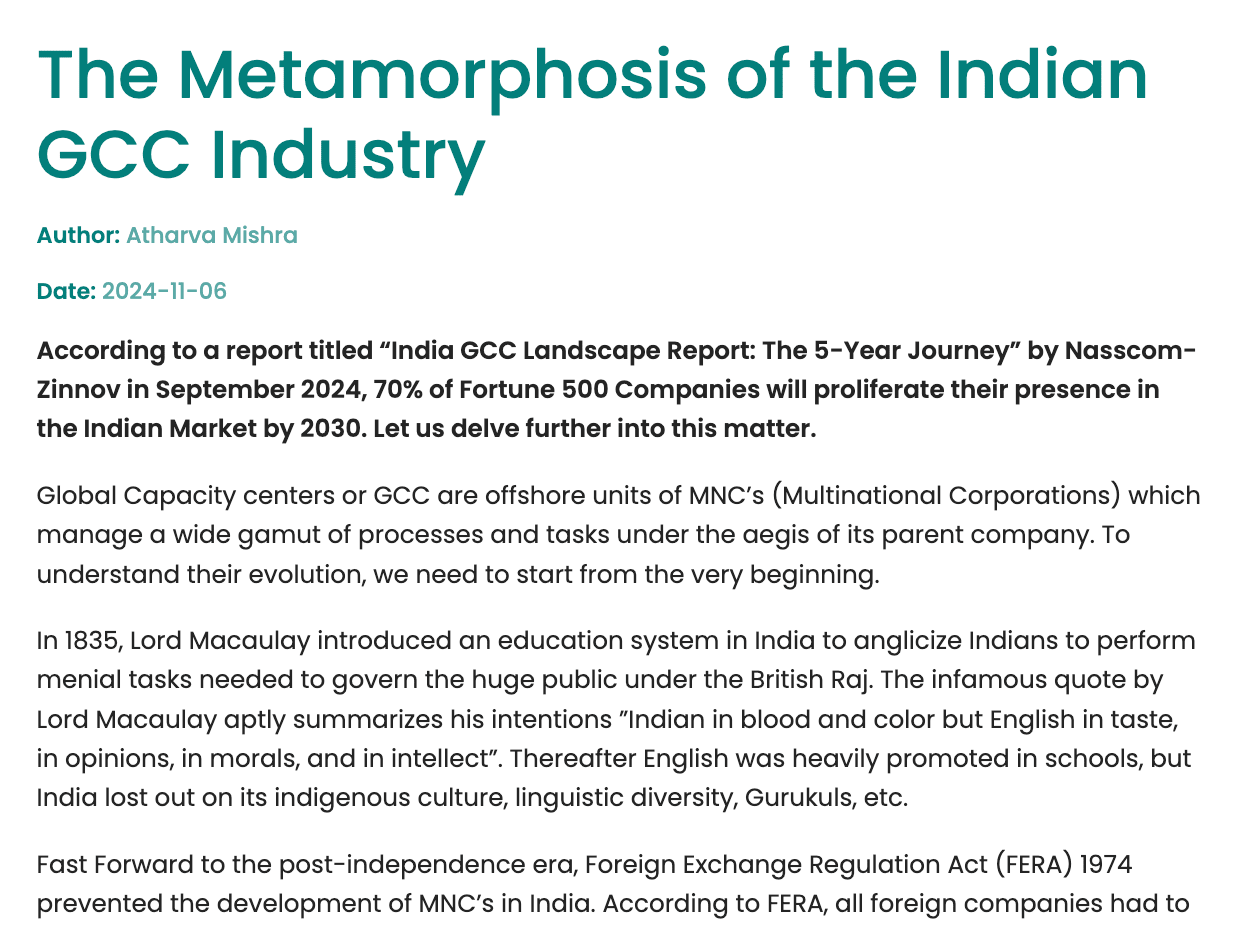 The Metamorphosis of the Indian
GCC Industry
Author: Atharva Mishra
Date: 2024-11-06
According to a report titled “India GCC Landscape Report: The 5-Year Journey” by Nasscom-
Zinnov in September 2024, 70% of Fortune 500 Companies will proliferate their presence in
the Indian Market by 2030. Let us delve further into this matter.
Global Capacity centers or GCC are offshore units of MNC’s (Multinational Corporations) which
manage a wide gamut of processes and tasks under the aegis of its parent company. To
understand their evolution, we need to start from the very beginning.
In 1835, Lord Macaulay introduced an education system in India to anglicize Indians to perform
menial tasks needed to govern the huge public under the British Raj. The infamous quote by
Lord Macaulay aptly summarizes his intentions ”Indian in blood and color but English in taste,
in opinions, in morals, and in intellect”. Thereafter English was heavily promoted in schools, but
India lost out on its indigenous culture, linguistic diversity, Gurukuls, etc.
Fast Forward to the post-independence era, Foreign Exchange Regulation Act (FERA) 1974
prevented the development of MNC’s in India. According to FERA, all foreign companies had to